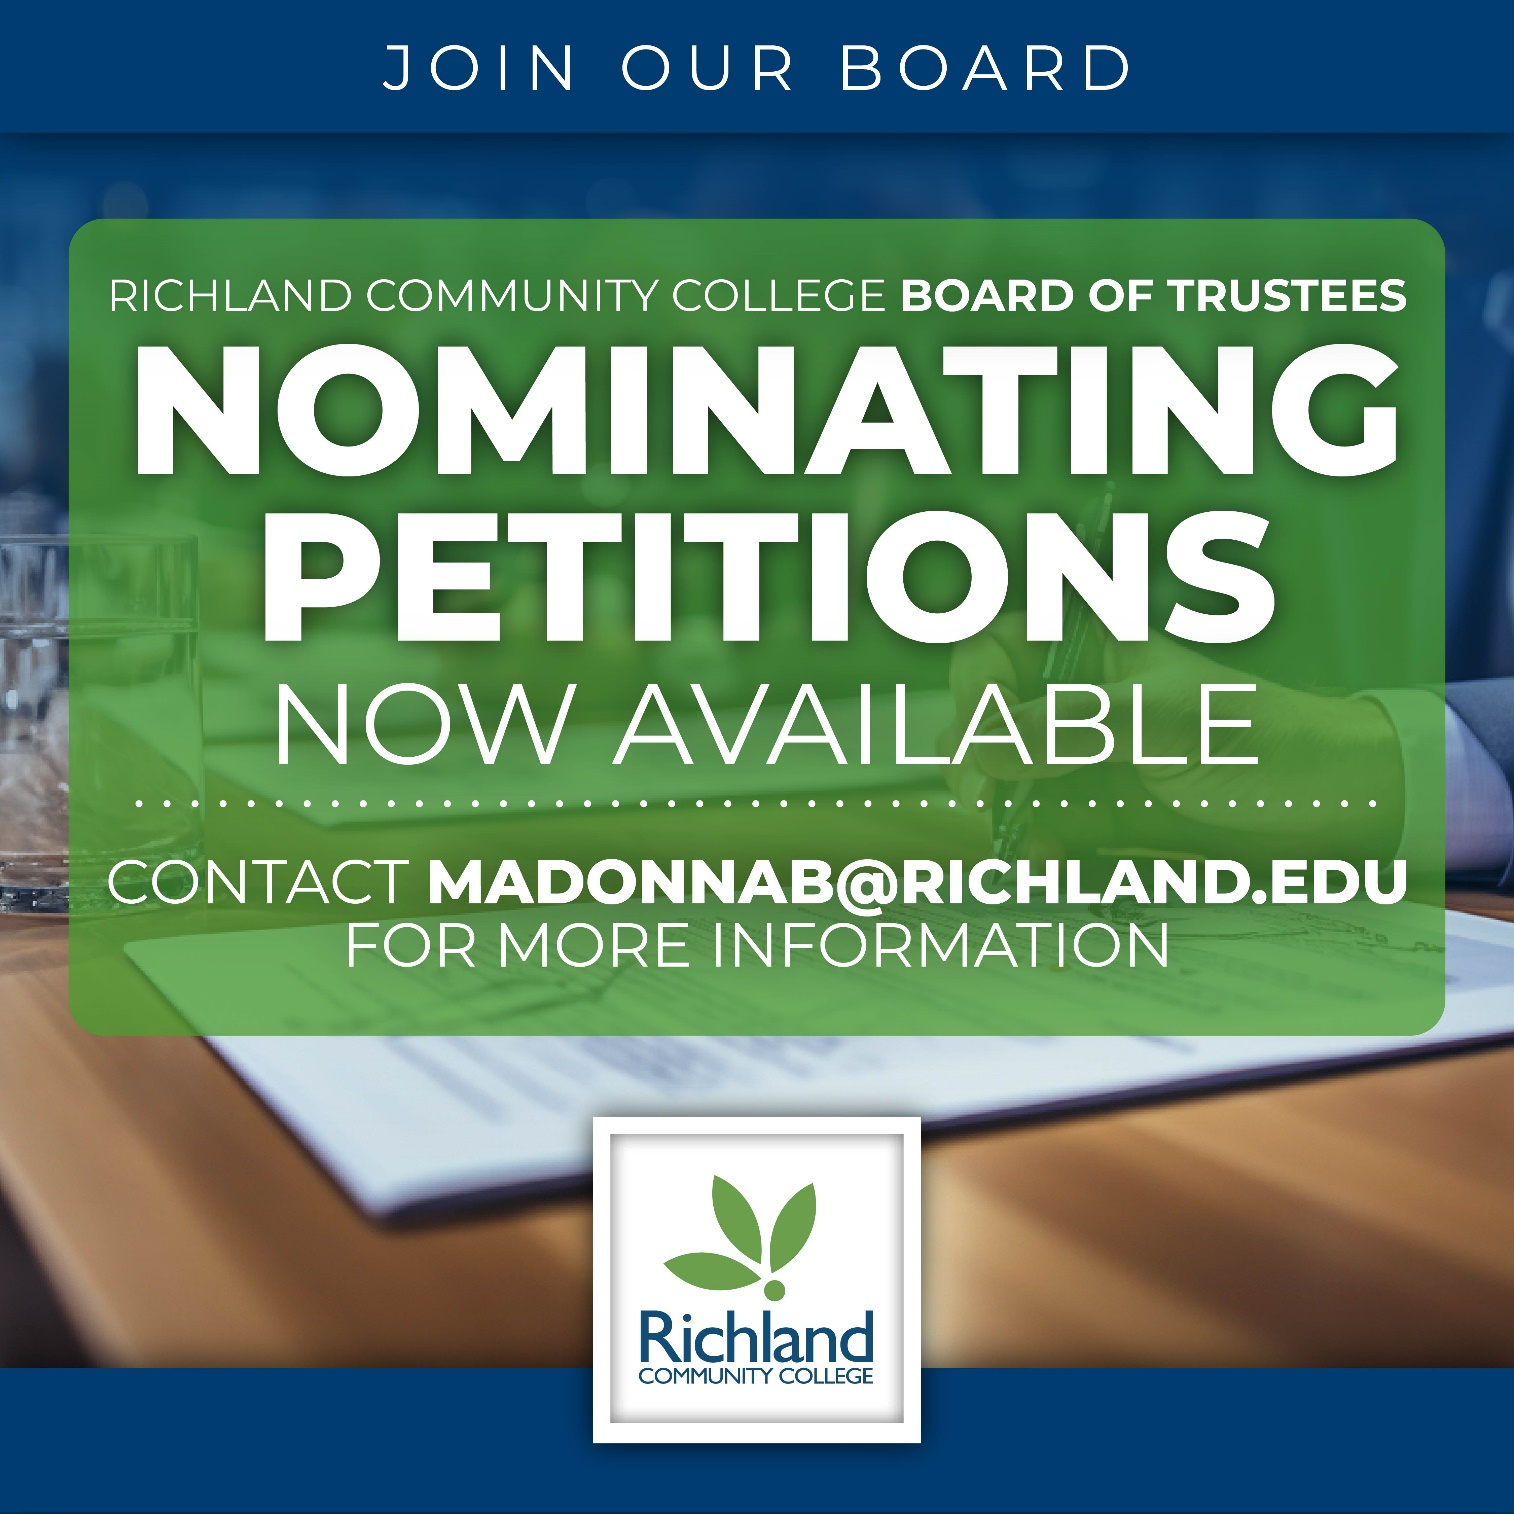 JOIN OUR BOARD
RICHLAND COMMUNITY COLLEGE BOARD OF TRUSTEES
NOMINATING
PETITIONS
NOW AVAILABLE
CONTACT MADONNAB@RICHLAND.EDU
FOR MORE INFORMATION
Richland
COMMUNITY COLLEGE